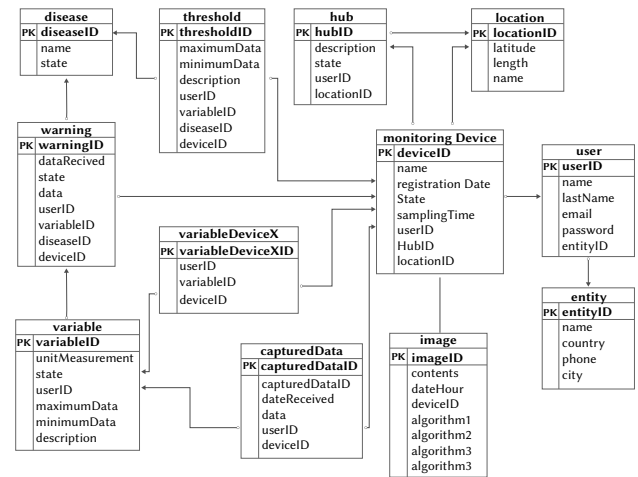 disease
PK diseaseID
name
state
threshold
PK thresholdID
maximumData
minimumData
description
userID
variableID
diseaseID
deviceID
hub
PK hubID
description
state
userID
locationID
location
PK locationID
latitude
length
name
warning
PK warningID
dataRecived
state
data
userID
variableID
diseaseID
deviceID
monitoring Device
PK deviceID
name
registration Date
State
samplingTime
userID
HubID
locationID
user
PK userID
name
lastName
email
password
entityID
variableDeviceX
PK variableDeviceXID
userID
variableID
deviceID
entity
PK entityID
name
country
phone
city
variable
PK variableID
unitMeasurement
state
userID
maximumData
minimumData
description
capturedData
PK capturedDataID
capturedDataID
dateReceived
data
userID
deviceID
image
PK imageID
contents
dateHour
deviceID
algorithm1
algorithm2
algorithm3
algorithm3